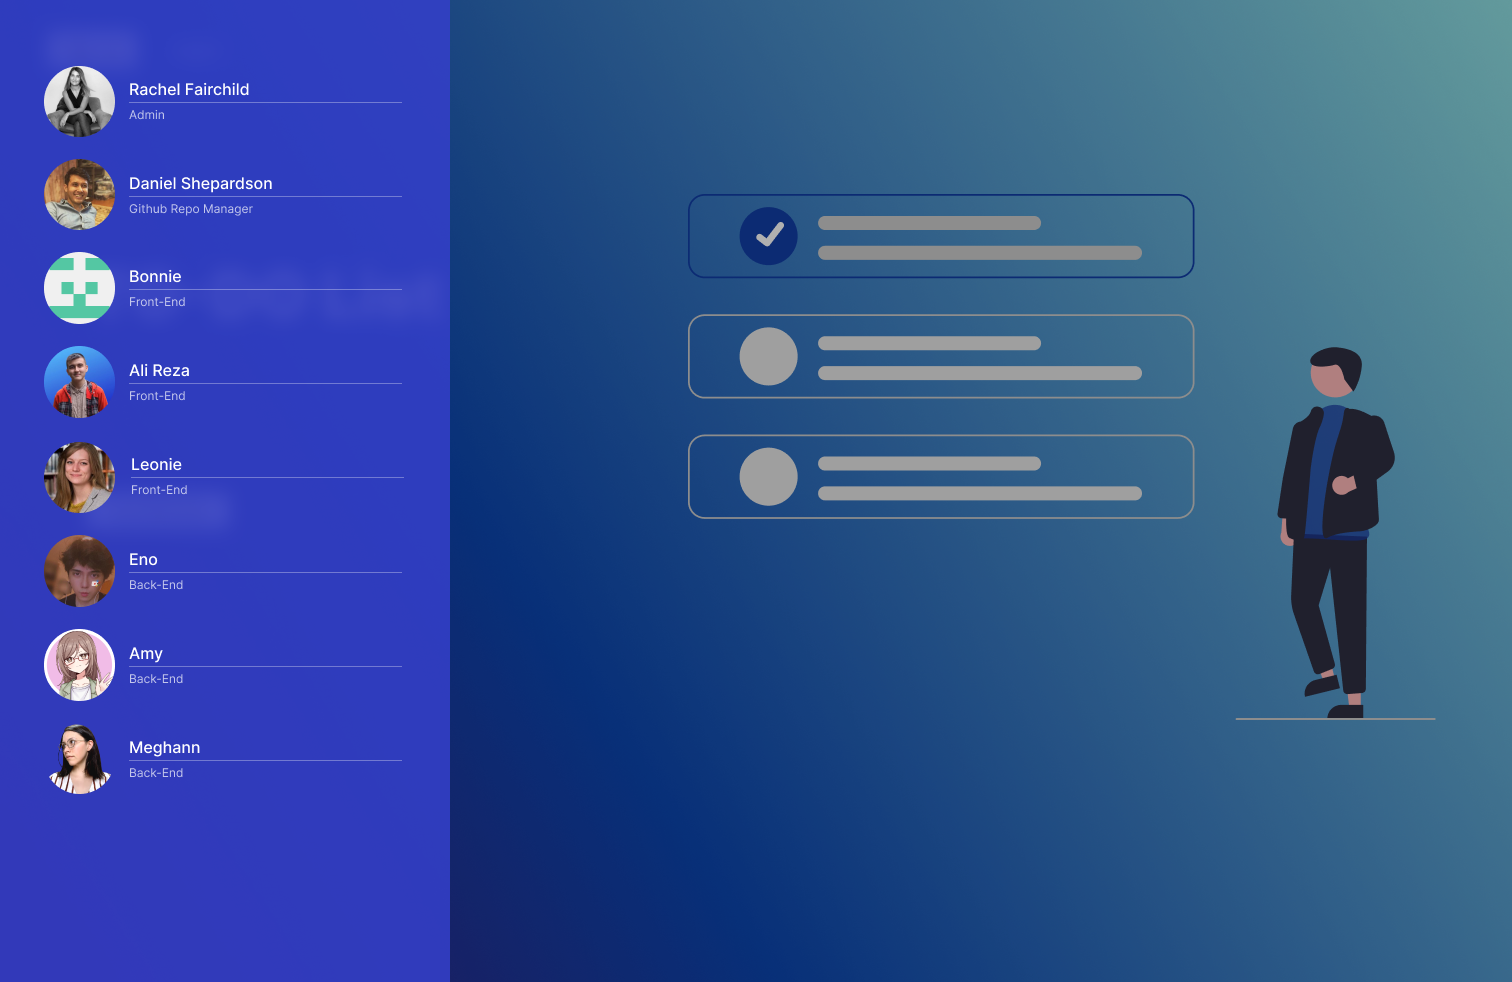 Rachel Fairchild
Admin
Daniel Shepardson
Github Repo Manager
Bonnie
Front-End
Ali Reza
Front-End
Leonie
Front-End
Eno
Back-End
Amy
Back-End
Meghann
Back-End